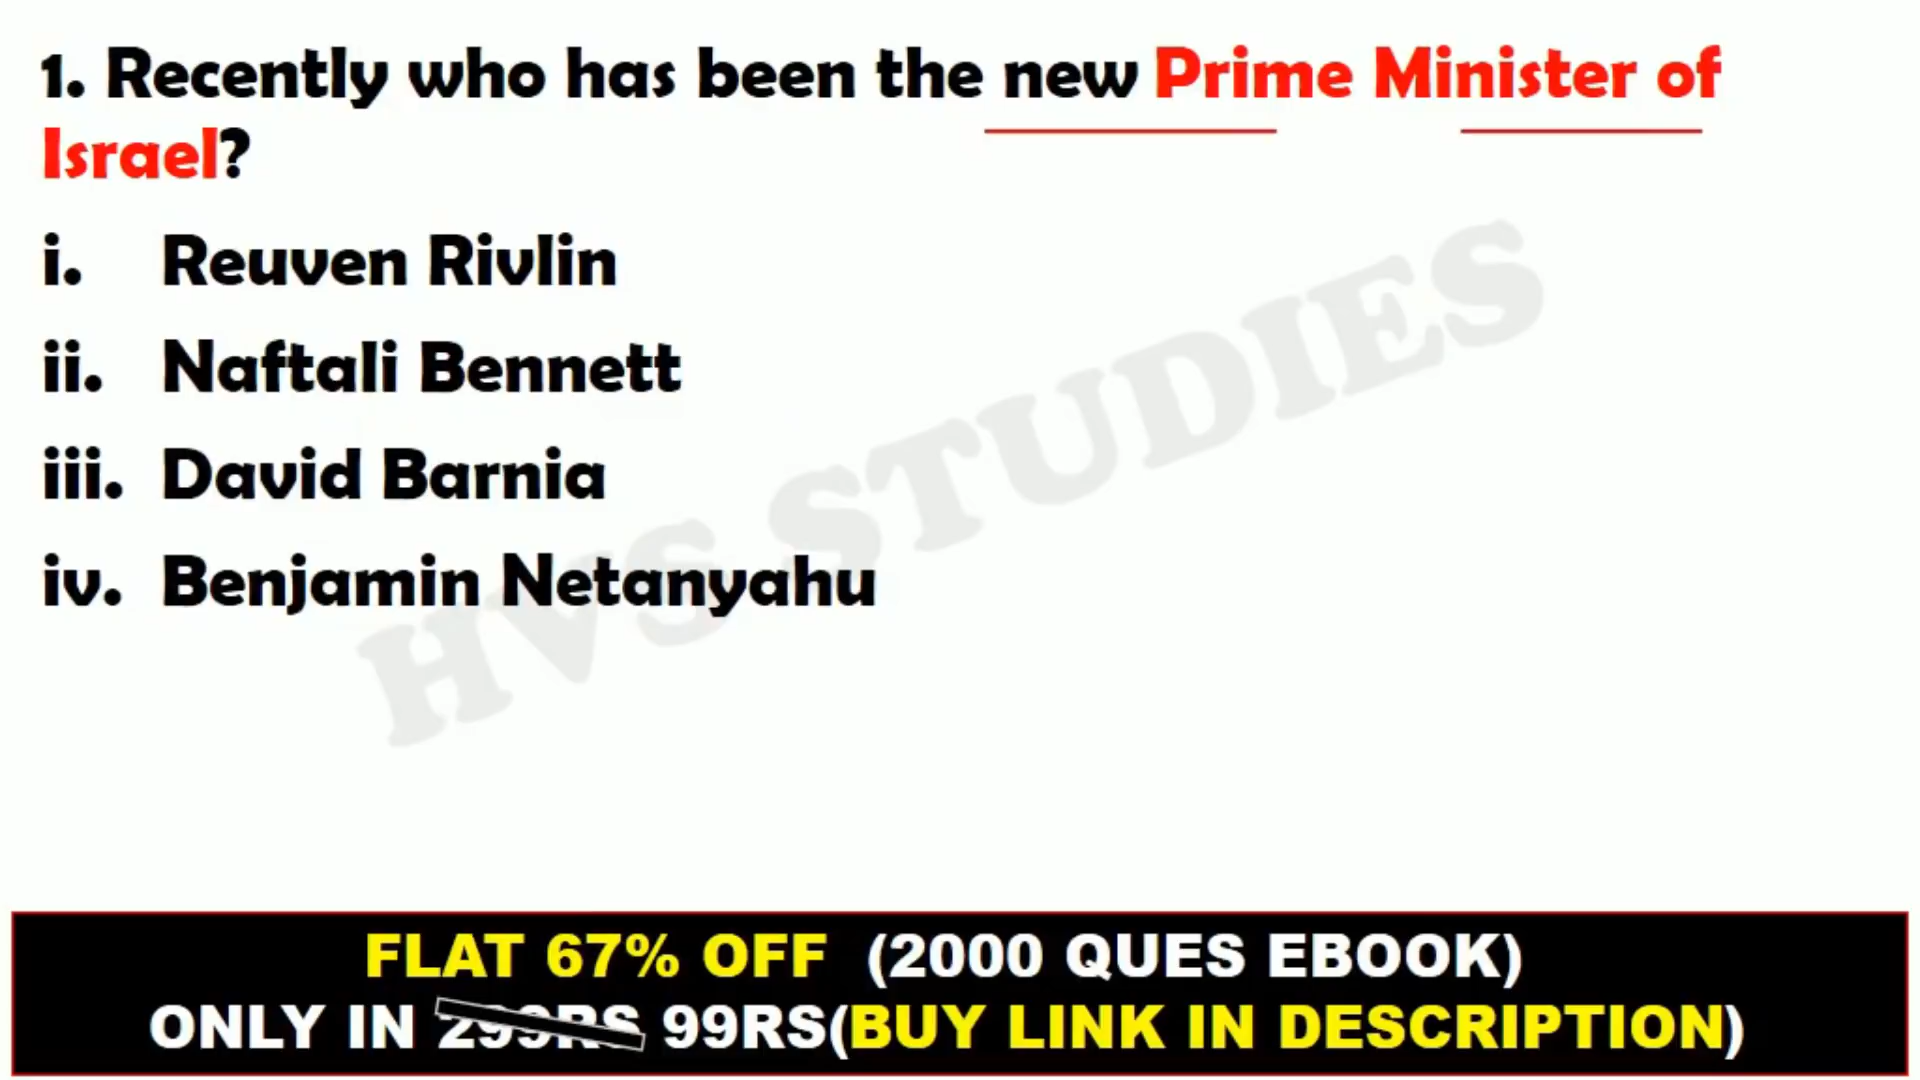 1. Recently who has been the new Prime Minister of
Israel?
i. Reuven Rivlin
ii. Naftali Bennett
iii. David Barnia
iv. Benjamin Netanyahu
HVS STUDIES
FLAT 67% OFF (2000 QUES EBOOK)
ONLY IN 299RS 99RS(BUY LINK IN DESCRIPTION)